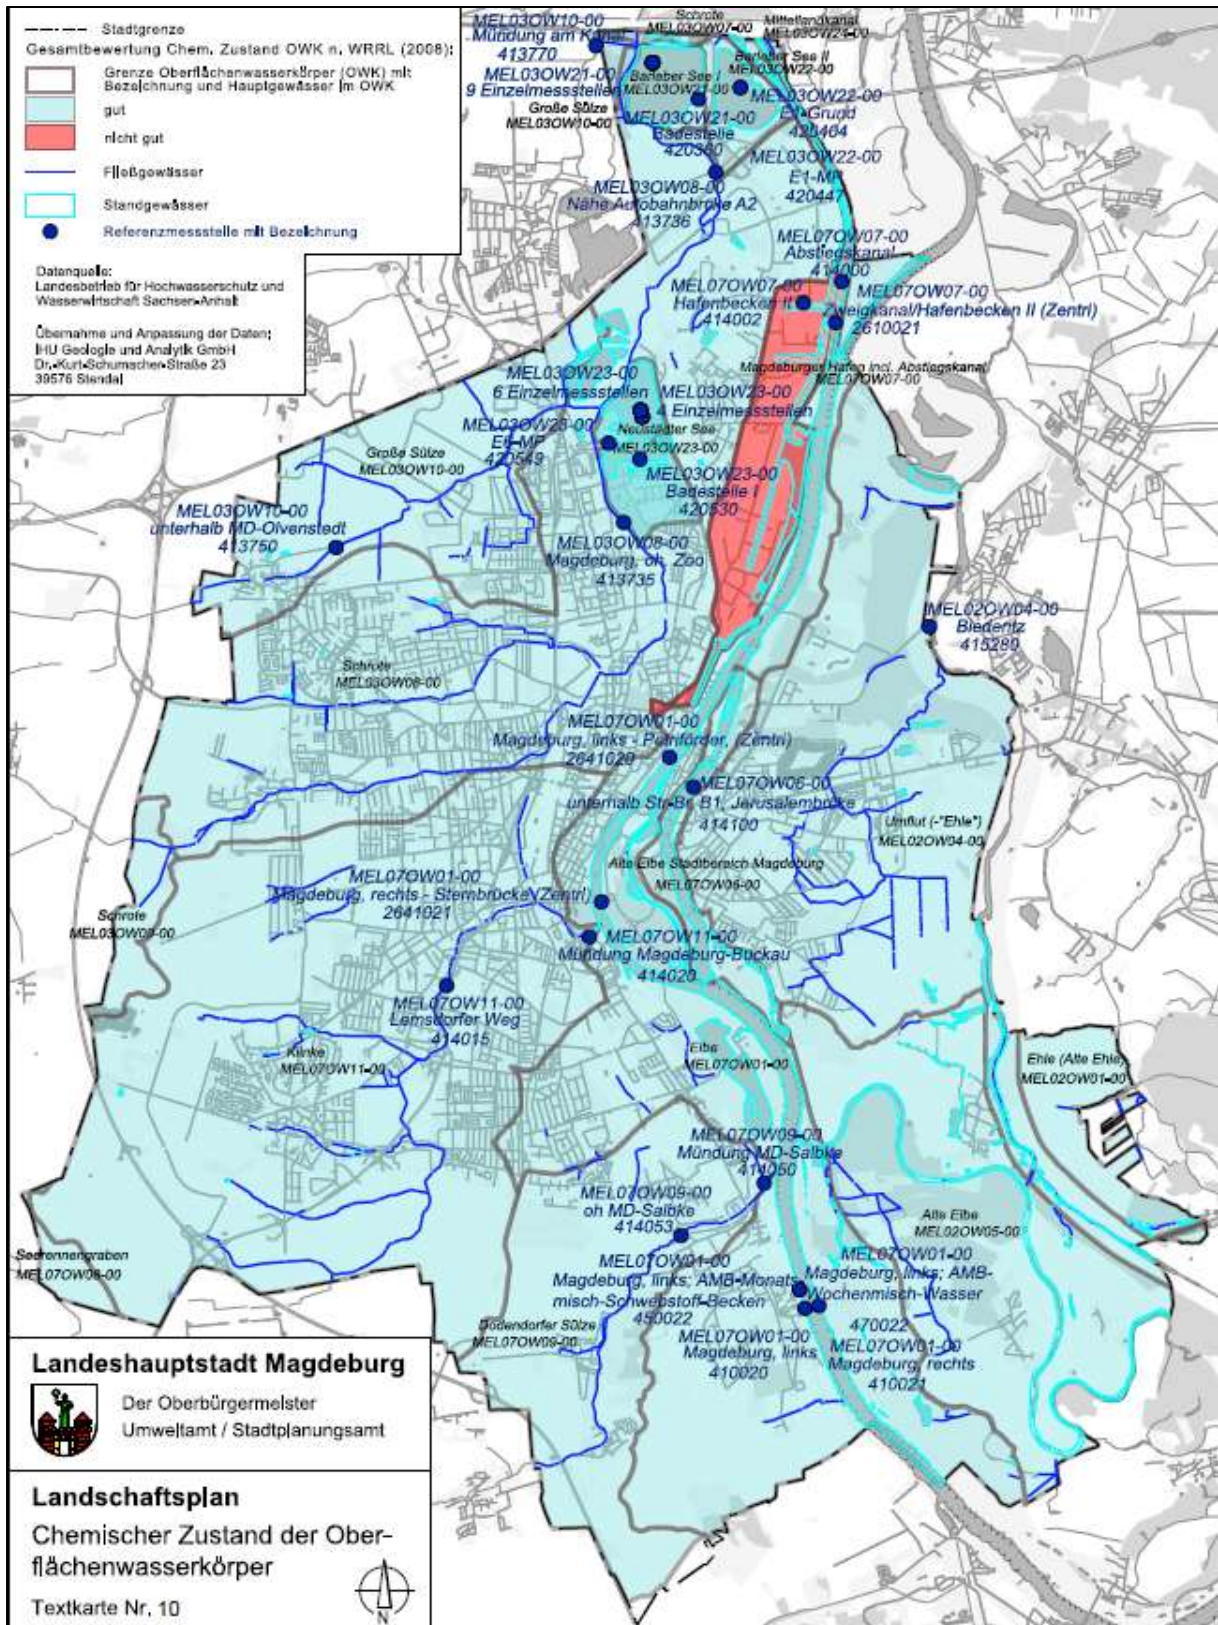 Stadtgrenze
Gesamtbewertung Chem. Zustand OWK n. WRRL (2008):
Grenze Oberflächenwasserkörper (OWK) mit
Bezeichnung und Hauptgewässer im OWK
gut
nicht gut
Fließgewässer
Standgewässer
Referenzmessstelle mit Bezeichnung
Datenquelle:
Landesbetrieb für Hochwasserschutz und
Wasserwirtschaft Sachsen-Anhalt
Übernahme und Anpassung der Daten:
IHU Geologie und Analytik GmbH
Dr.-Kurt-Schumacher-Straße 23
39576 Stendal
MEL03OW10-00
Mündung am Kanal
413770
Schrote
MEL03OW07-00
Mittellandkanal
MEL03OW24-00
MEL03OW21-00
9 Einzelmessstellen
Barleber See I
MEL03OW21-00
Barleber See II
MEL03OW22-00
Große Sülze
MEL03OW10-00
MEL03OW21-00
Badestelle
420360
MEL03OW22-00
E1-Grund
420464
MEL03OW22-00
E1-MP
420447
MEL03OW08-00
Nähe Autobahnbrücke A2
413736
MEL07OW07-00
Abstiegskanal
414000
MEL07OW07-00
Hafenbecken II
414002
MEL07OW07-00
Zweigkanal/Hafenbecken II (Zentrl)
2610021
Magdeburger Hafen incl. Abstiegskanal
MEL07OW07-00
MEL03OW23-00
6 Einzelmessstellen
MEL03OW23-00
4 Einzelmessstellen
MEL03OW23-00
E1-MP
420549
Neustädter See
MEL03OW23-00
MEL03OW23-00
Badestelle I
420530
Große Sülze
MEL03OW10-00
MEL03OW10-00
unterhalb MD-Olvenstedt
413750
MEL03OW08-00
Magdeburg, oh. Zoo
413735
MEL02OW04-00
Biederitz
415280
Schrote
MEL03OW08-00
MEL07OW01-00
Magdeburg, links - Petriförder, (Zentrl)
2641020
MEL07OW06-00
unterhalb Str-Br. B1, Jerusalembrücke
414100
Umflut (-"Ehle")
MEL02OW04-00
Alte Elbe Stadtbereich Magdeburg
MEL07OW06-00
MEL07OW01-00
Magdeburg, rechts - Sternbrücke (Zentrl)
2641021
Schrote
MEL07OW11-00
Mündung Magdeburg-Buckau
414020
MEL07OW11-00
Lemsdorfer Weg
414015
Klinke
MEL07OW11-00
Elbe
MEL07OW01-00
Ehle (Alte Ehle)
MEL02OW01-00
MEL07OW09-00
Mündung MD-Salbke
414050
MEL07OW09-00
oh MD-Salbke
414053
Alte Elbe
MEL02OW05-00
Seerennengraben
MEL07OW08-00
MEL07OW01-00
Magdeburg, links; AMB-Monats
misch-Schwebstoff-Becken
450022
MEL07OW01-00
Magdeburg, links; AMB-
Wochenmisch-Wasser
470022
Dodendorfer Sülze
MEL07OW09-00
MEL07OW01-00
Magdeburg, links
410020
MEL07OW01-00
Magdeburg, rechts
410021
Landeshauptstadt Magdeburg
Der Oberbürgermeister
Umweltamt / Stadtplanungsamt
Landschaftsplan
Chemischer Zustand der Ober-
flächenwasserkörper
Textkarte Nr. 10
N